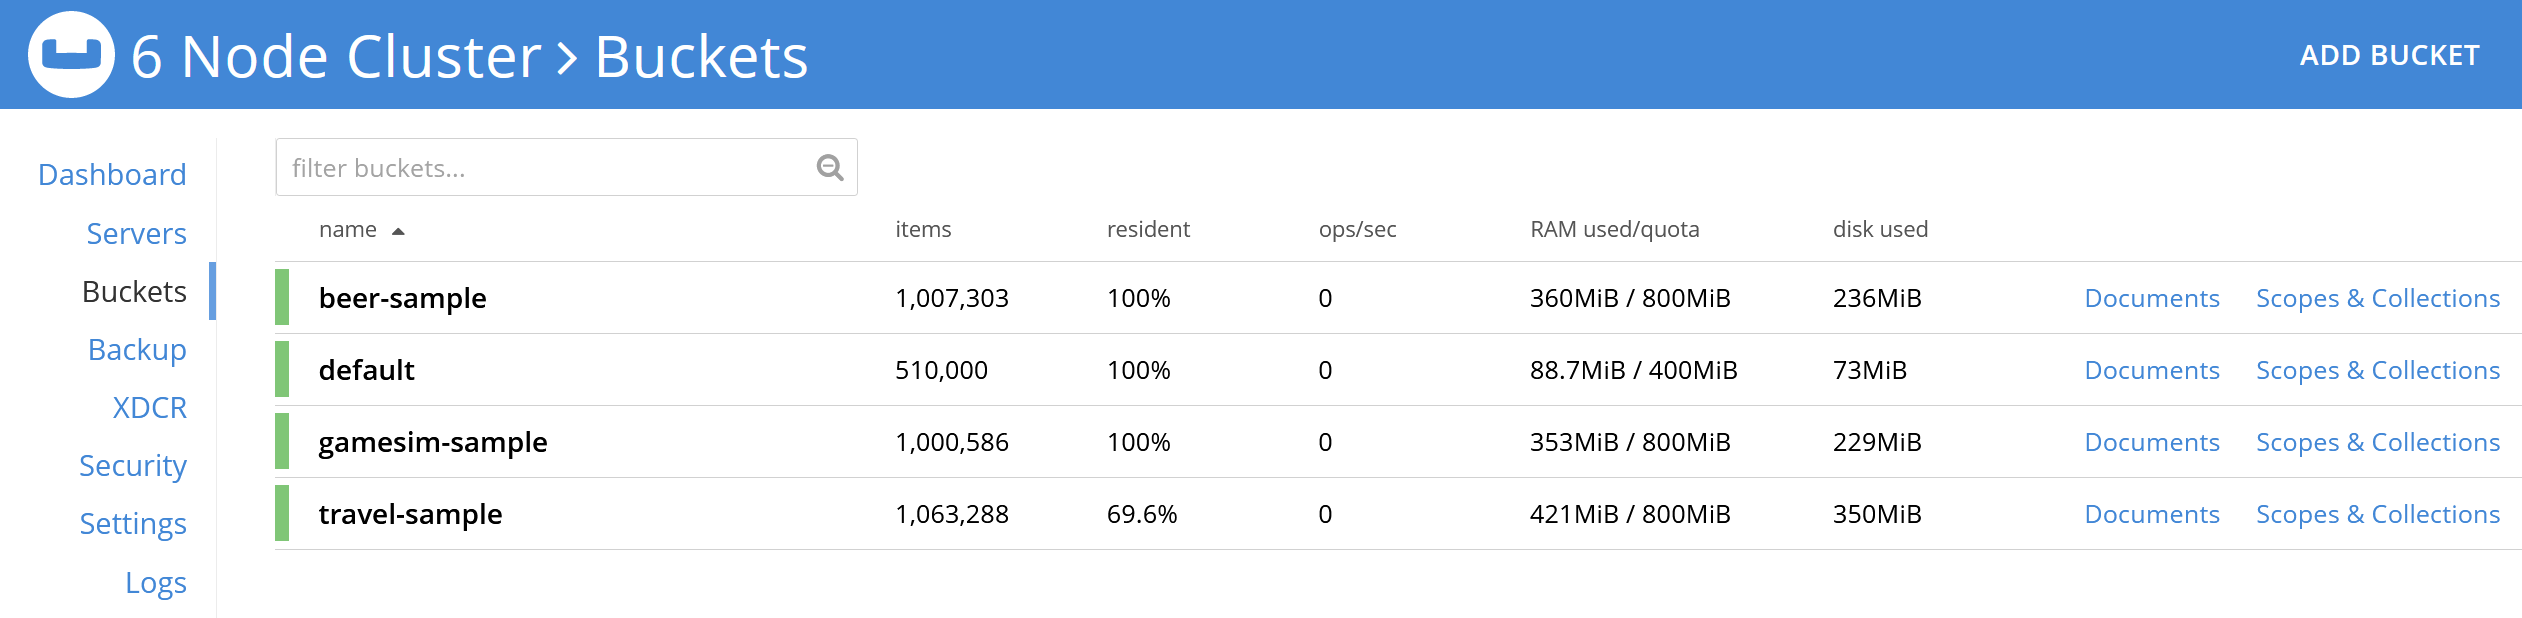 6 Node Cluster > Buckets
ADD BUCKET
Dashboard
Servers
Buckets
Backup
XDCR
Security
Settings
Logs
filter buckets...
name items resident ops/sec RAM used/quota disk used
beer-sample 1,007,303 100% 0 360MiB / 800MiB 236MiB Documents Scopes & Collections
default 510,000 100% 0 88.7MiB / 400MiB 73MiB Documents Scopes & Collections
gamesim-sample 1,000,586 100% 0 353MiB / 800MiB 229MiB Documents Scopes & Collections
travel-sample 1,063,288 69.6% 0 421MiB / 800MiB 350MiB Documents Scopes & Collections